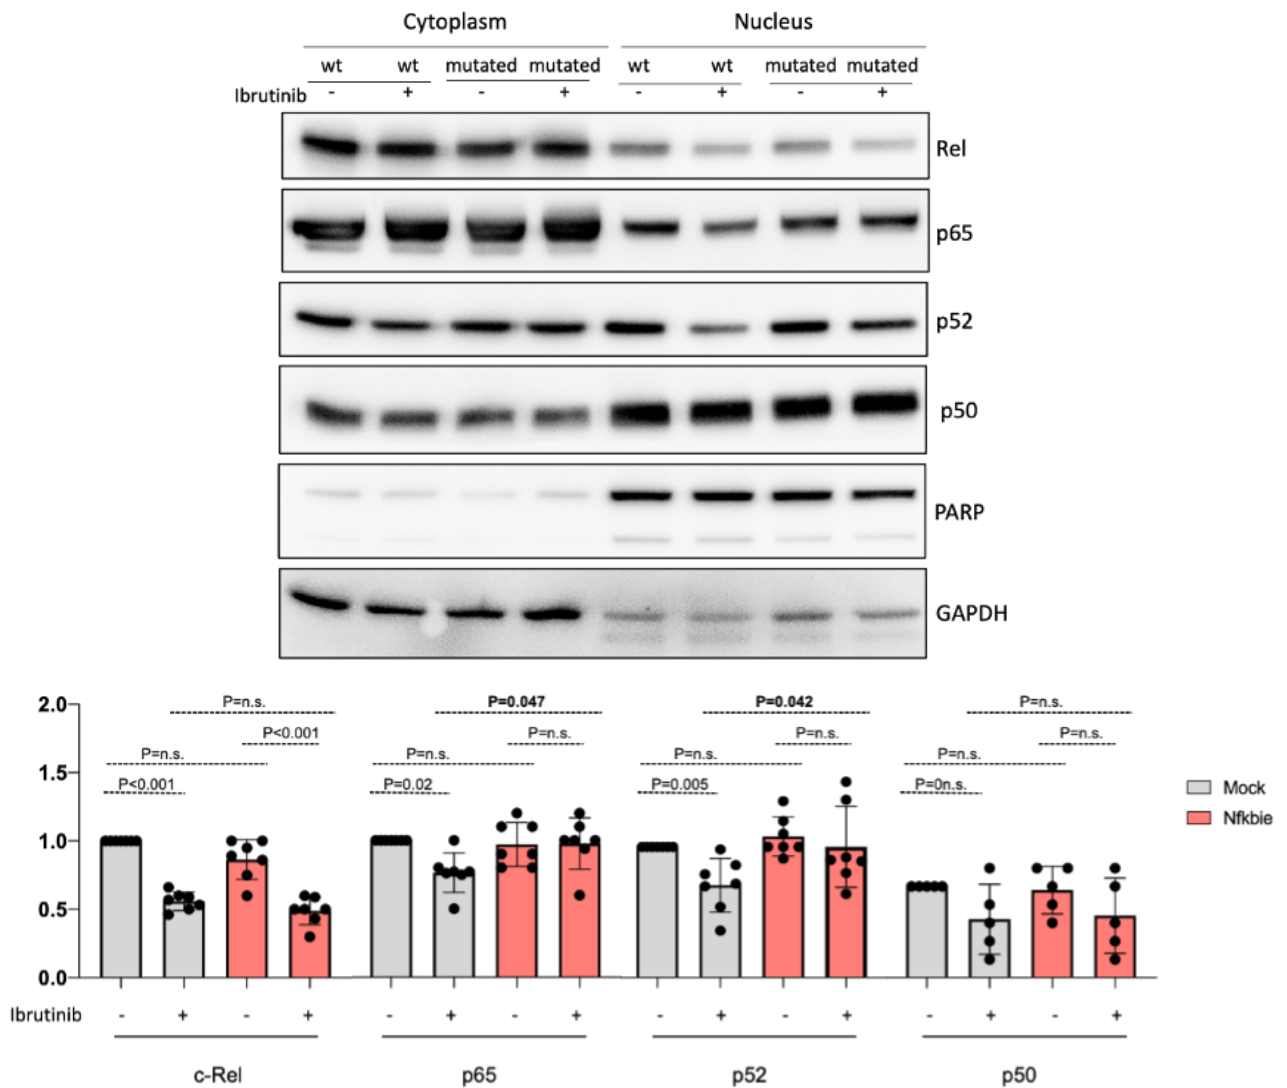 Cytoplasm Nucleus
wt wt mutated mutated wt wt mutated mutated
Ibrutinib - + - + - + - +
Rel
p65
p52
p50
PARP
GAPDH
2.0 P=n.s. P=0.047 P=0.042 P=n.s.
P<0.001 P=n.s. P=n.s. P=n.s.
P=n.s. P=n.s. P=n.s. P=n.s.
1.5
P<0.001 P=0.02 P=0.005 P=0n.s.
Mock
Nfkbie
1.0
0.5
0.0
Ibrutinib - + - + - + - + - + - + - + - +
c-Rel p65 p52 p50